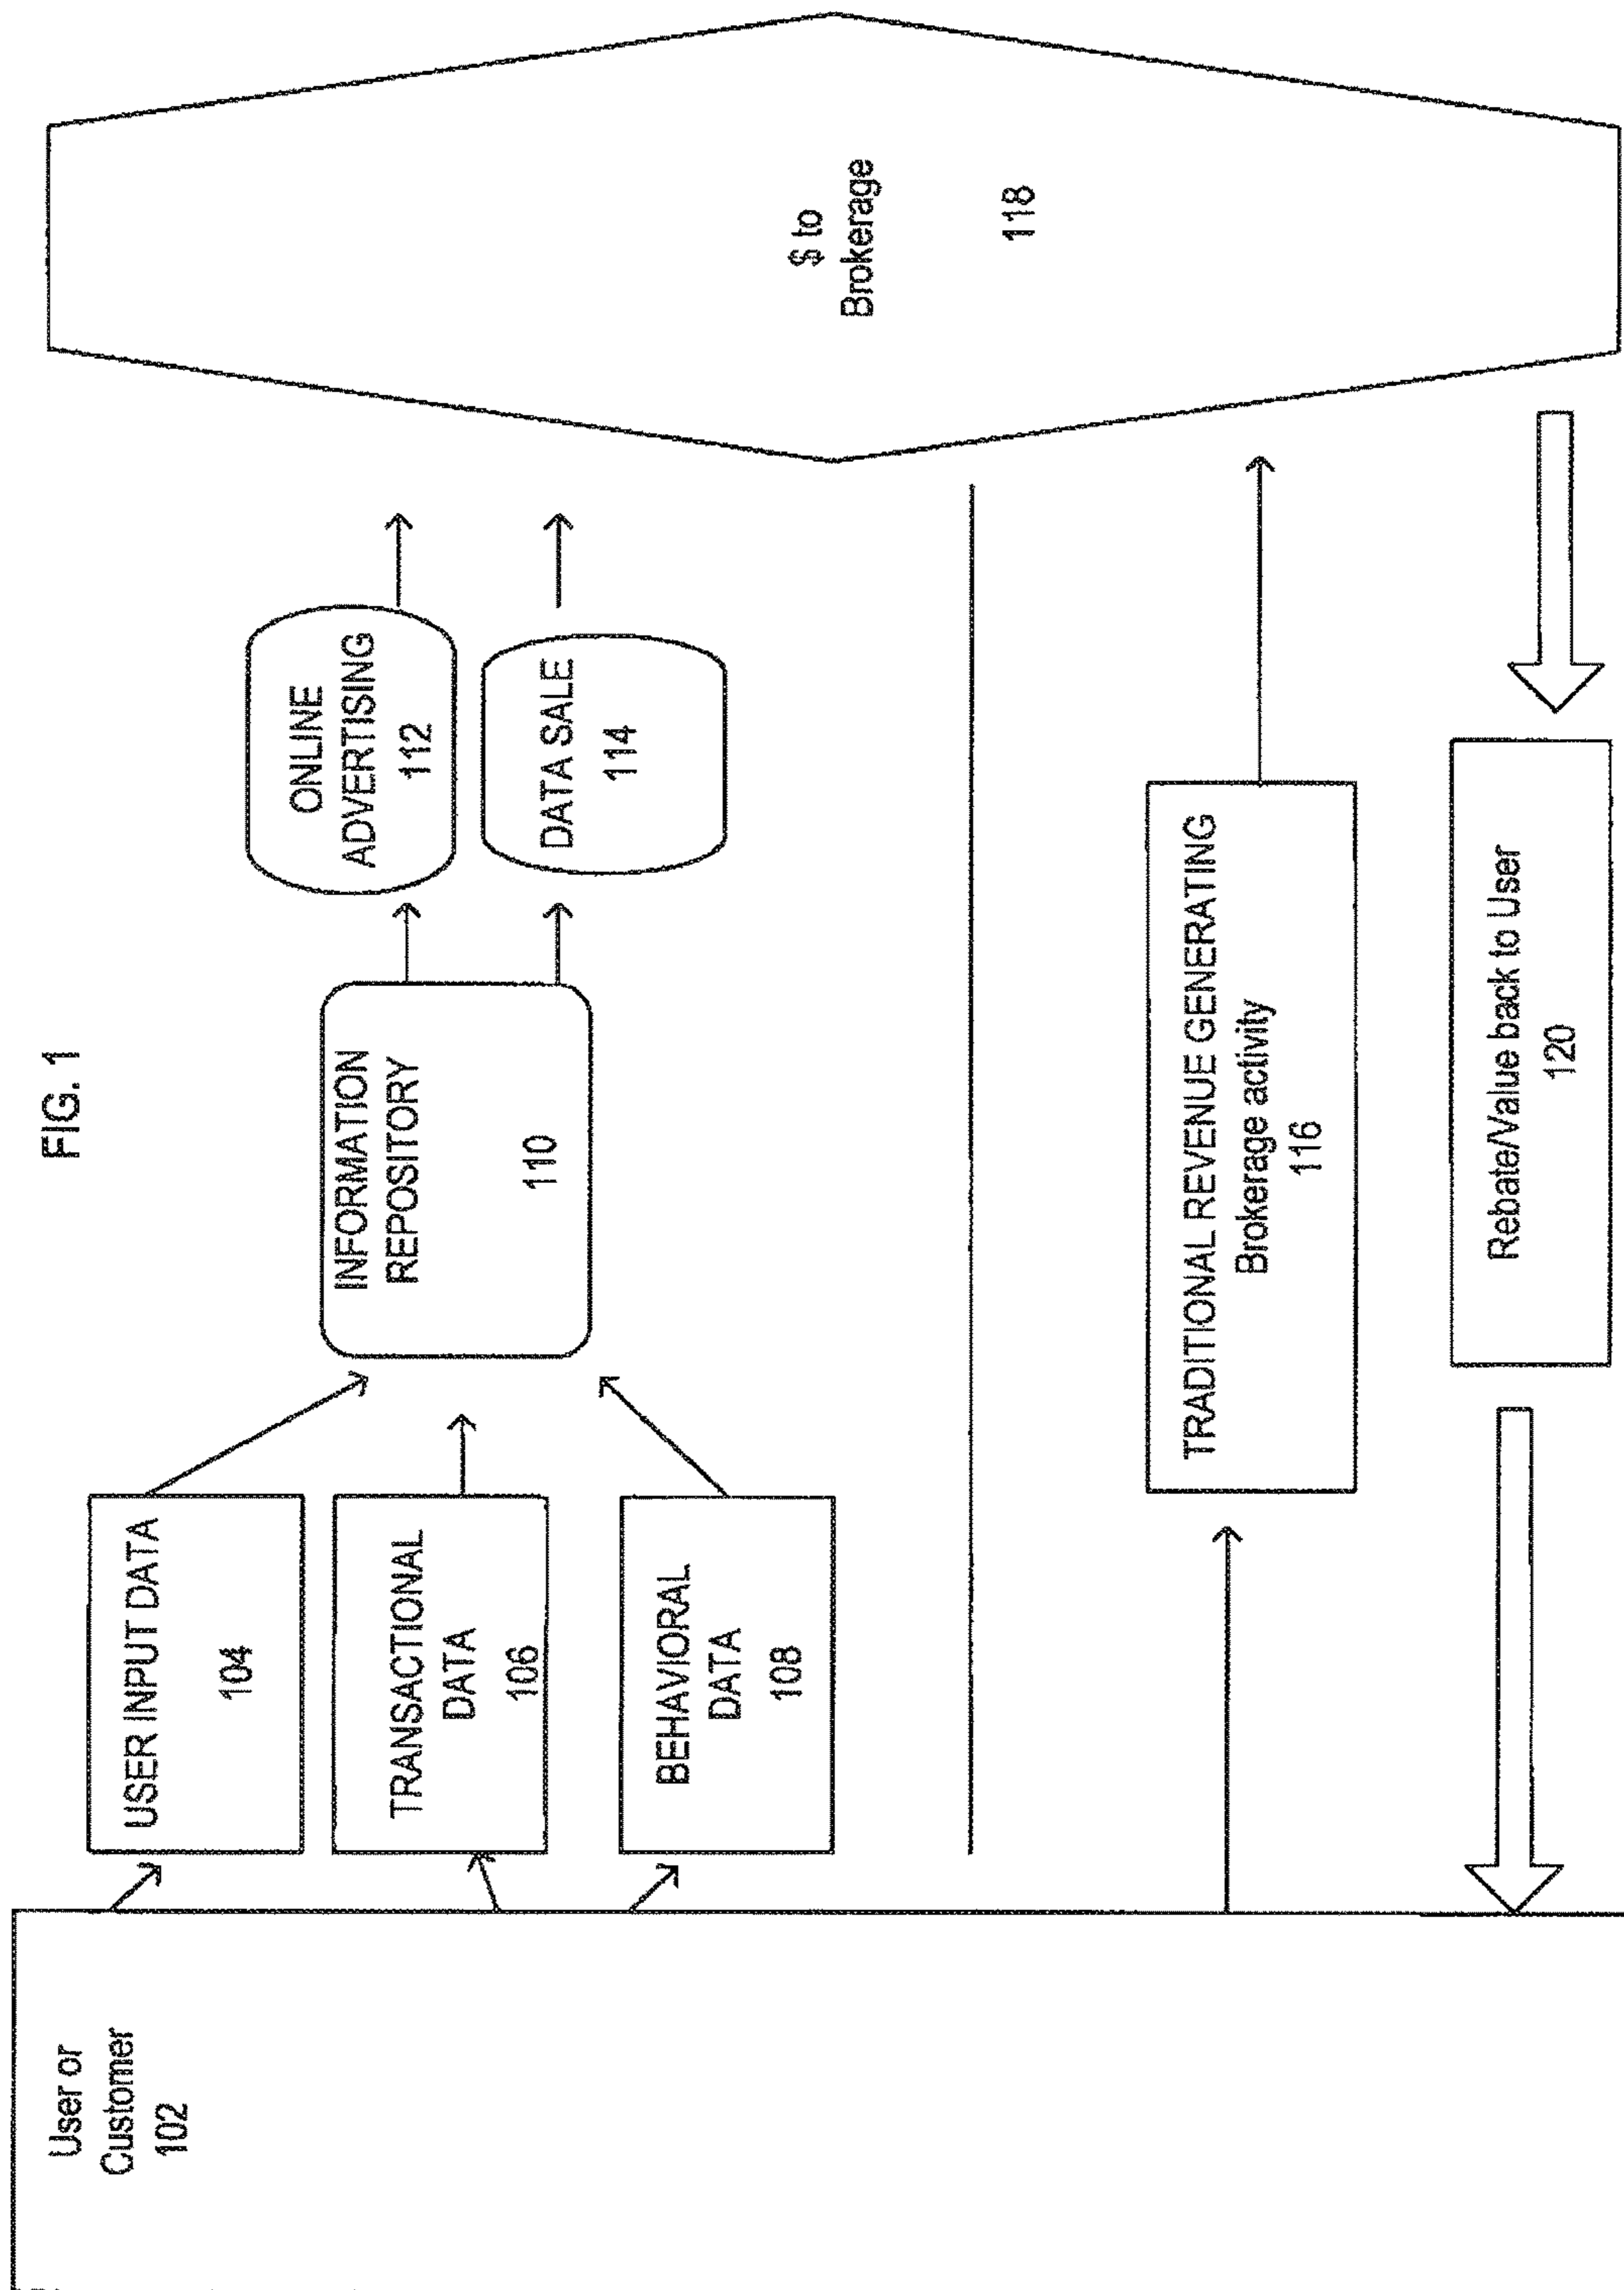 FIG. 1
User or
Customer
102
USER INPUT DATA
104
TRANSACTIONAL
DATA
106
BEHAVIORAL
DATA
108
INFORMATION
REPOSITORY
110
ONLINE
ADVERTISING
112
DATA SALE
114
$ to
Brokerage
118
TRADITIONAL REVENUE GENERATING
Brokerage activity
116
Rebate/Value back to User
120